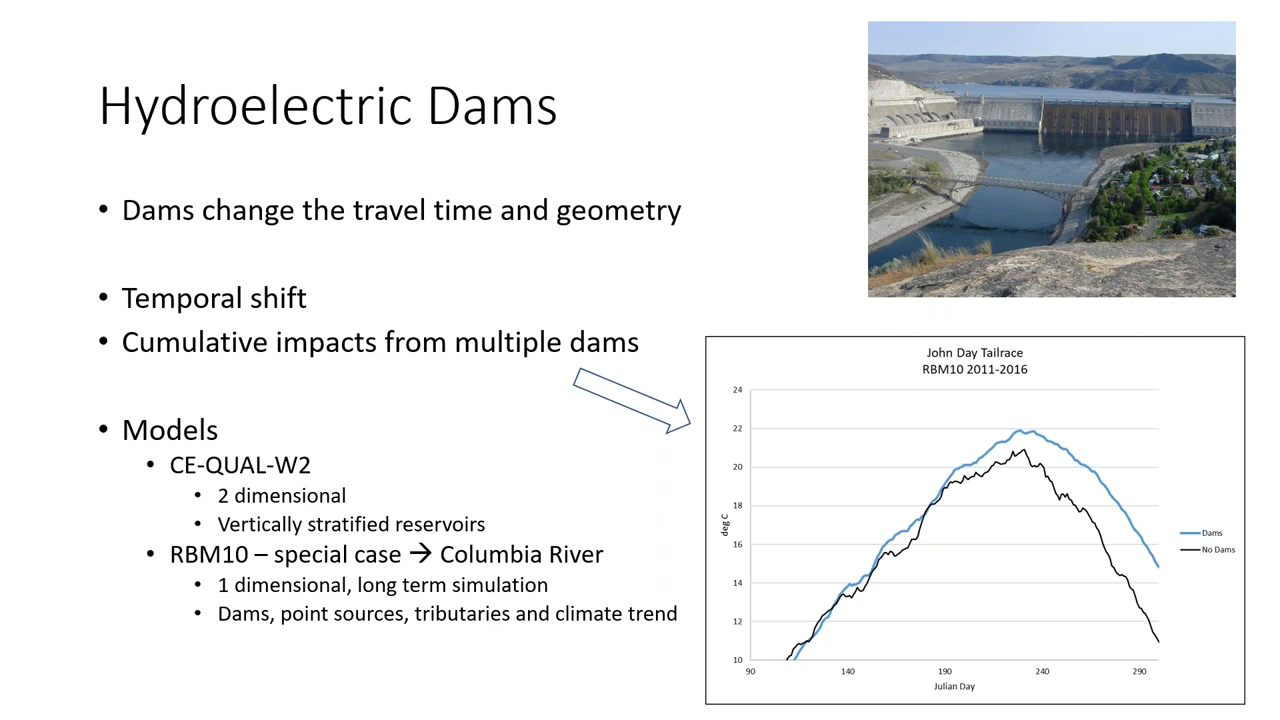 Hydroelectric Dams
• Dams change the travel time and geometry
• Temporal shift
• Cumulative impacts from multiple dams
• Models
• CE-QUAL-W2
• 2 dimensional
• Vertically stratified reservoirs
• RBM10 – special case → Columbia River
• 1 dimensional, long term simulation
• Dams, point sources, tributaries and climate trend
John Day Tailrace
RBM10 2011-2016
24
22
20
18
16
14
12
10
deg C
90 140 190 240 290
Julian Day
Dams
No Dams